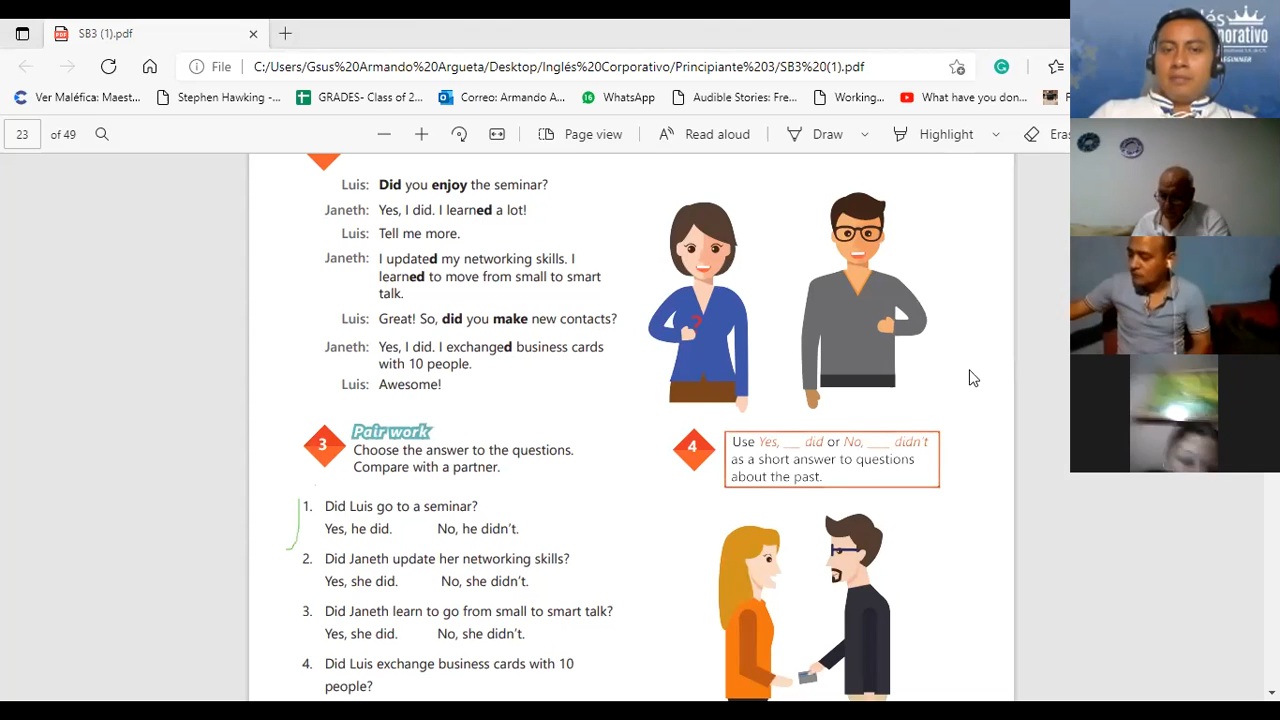 SB3 (1).pdf
File
C:/Users/Gsus%20Armando%20Argueta/Desktop/Inglés%20Corporativo/Principiante%203/SB3%20(1).pdf
Ver Maléfica: Maest...
Stephen Hawking -...
GRADES- Class of 2...
Correo: Armando A...
16
WhatsApp
Audible Stories: Fre...
Working...
What have you don...
23
of 49
Page view
Read aloud
Draw
Highlight
Eras
Luis: Did you enjoy the seminar?
Janeth: Yes, I did. I learned a lot!
Luis: Tell me more.
Janeth: I updated my networking skills. I
learned to move from small to smart
talk.
Luis: Great! So, did you make new contacts?
Janeth: Yes, I did. I exchanged business cards
with 10 people.
Luis: Awesome!
3
Pair work
Choose the answer to the questions.
Compare with a partner.
1. Did Luis go to a seminar?
Yes, he did. No, he didn't.
2. Did Janeth update her networking skills?
Yes, she did. No, she didn't.
3. Did Janeth learn to go from small to smart talk?
Yes, she did. No, she didn't.
4. Did Luis exchange business cards with 10
people?
4
Use Yes, ___ did or No, ____ didn't
as a short answer to questions
about the past.